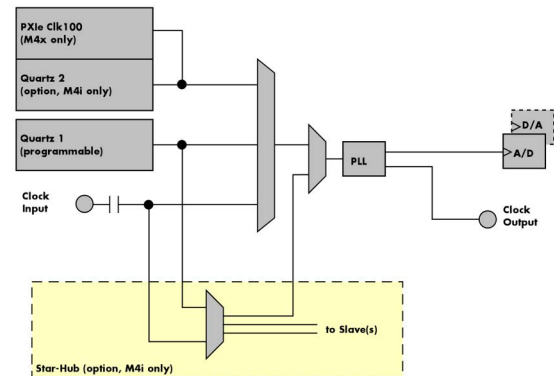 PXIe Clk100
(M4x only)
Quartz 2
(option, M4i only)
Quartz 1
(programmable)
Clock
Input
PLL
D/A
A/D
Clock
Output
to Slave(s)
Star-Hub (option, M4i only)